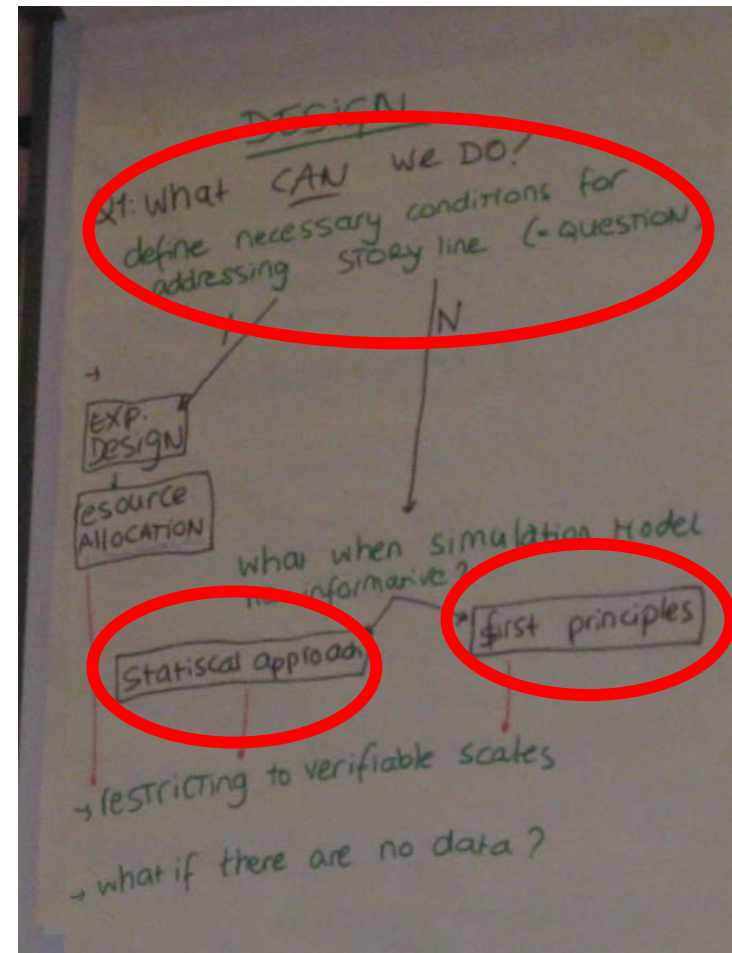 DESIGN
Q1: What CAN we DO?
define necessary conditions for
addressing STORY line (= QUESTION
N
EXP.
DESIGN
esource
AllOCATION
What when simulation Model
informative?
Statiscal approach
first principles
→ restricting to verifiable scales
→ what if there are no data ?